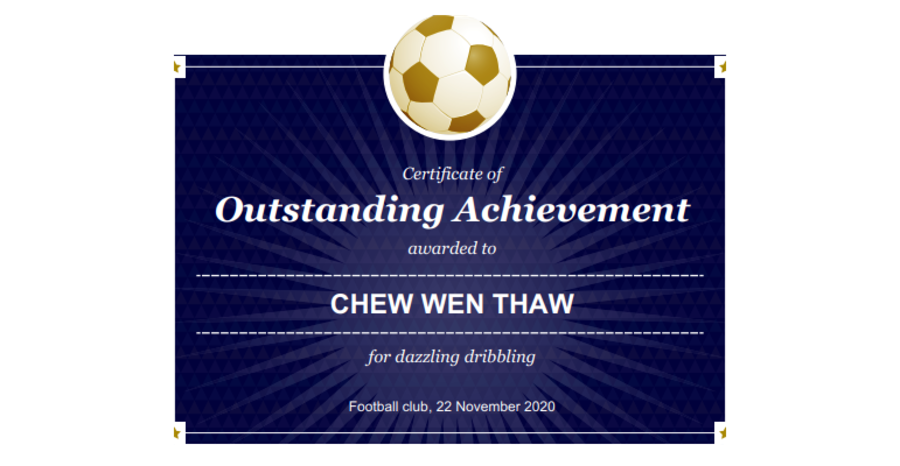 Certificate of
Outstanding Achievement
awarded to
CHEW WEN THAW
for dazzling dribbling
Football club, 22 November 2020